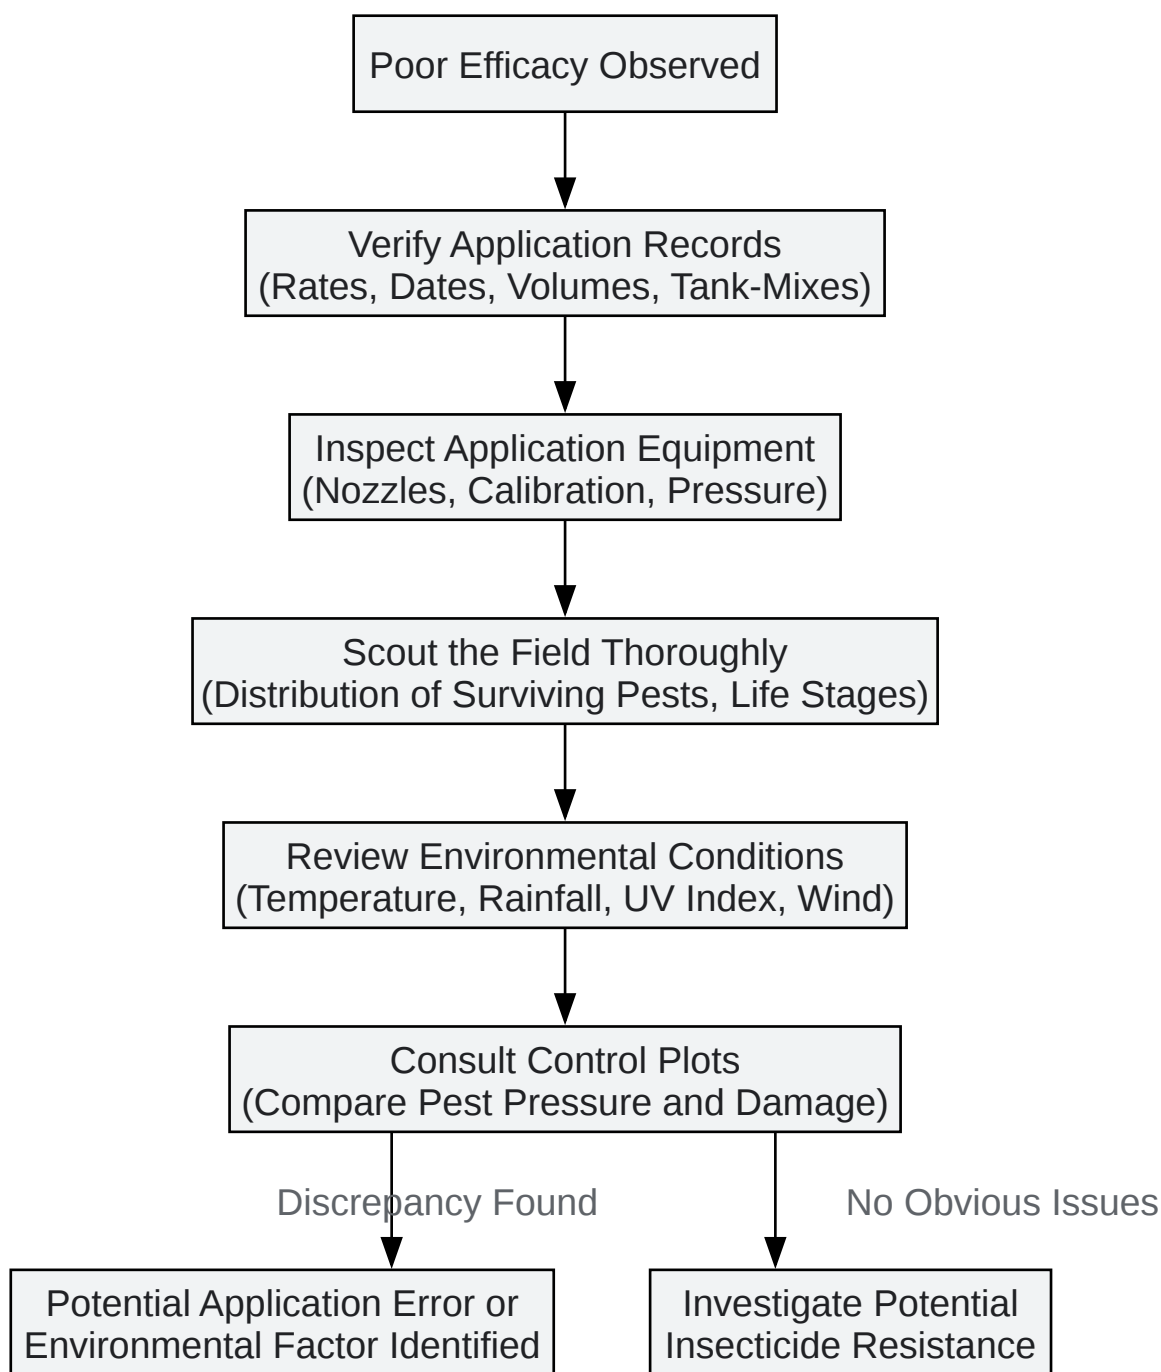 Poor Efficacy Observed
Verify Application Records
(Rates, Dates, Volumes, Tank-Mixes)
Inspect Application Equipment
(Nozzles, Calibration, Pressure)
Scout the Field Thoroughly
(Distribution of Surviving Pests, Life Stages)
Review Environmental Conditions
(Temperature, Rainfall, UV Index, Wind)
Consult Control Plots
(Compare Pest Pressure and Damage)
Discrepancy Found
No Obvious Issues
Potential Application Error or
Environmental Factor Identified
Investigate Potential
Insecticide Resistance